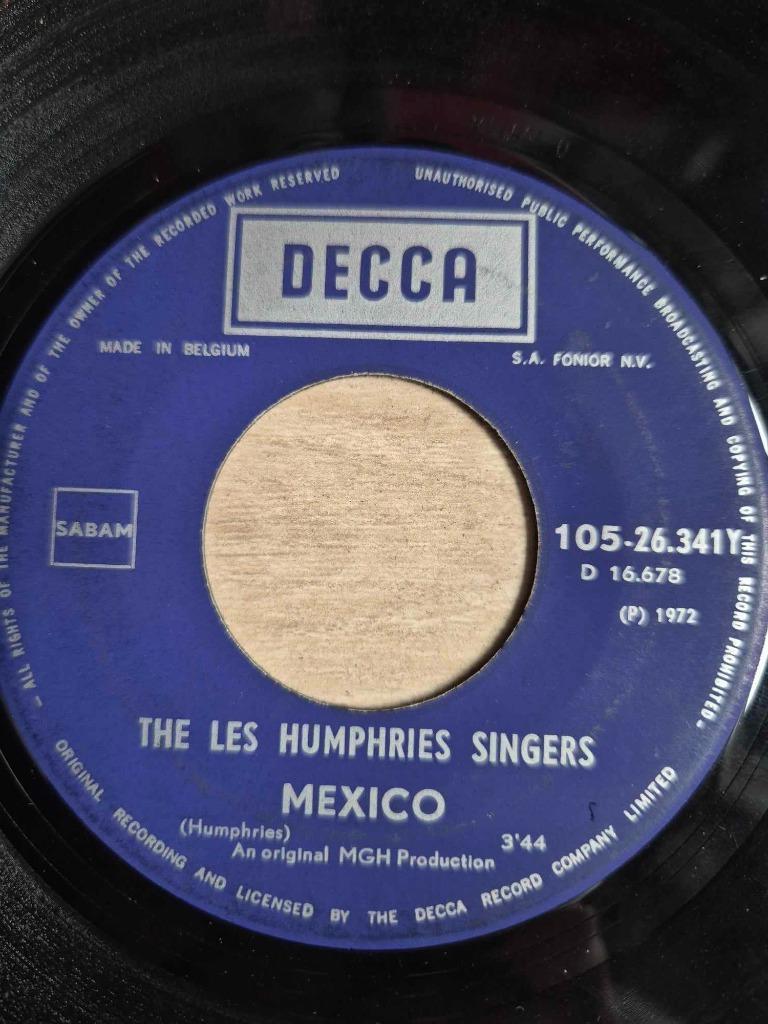 — ALL RIGHTS OF THE MANUFACTURER AND OF THE OWNER OF THE RECORDED WORK RESERVED
UNAUTHORISED PUBLIC PERFORMANCE BROADCASTING AND COPYING OF THIS RECORD PROHIBITED.
DECCA
MADE IN BELGIUM
S.A. FONIOR N.V.
SABAM
105-26.341Y
D 16.678
(P) 1972
THE LES HUMPHRIES SINGERS
MEXICO
(Humphries)
3'44
An original MGH Production
ORIGINAL RECORDING AND LICENSED BY THE DECCA RECORD COMPANY LIMITED